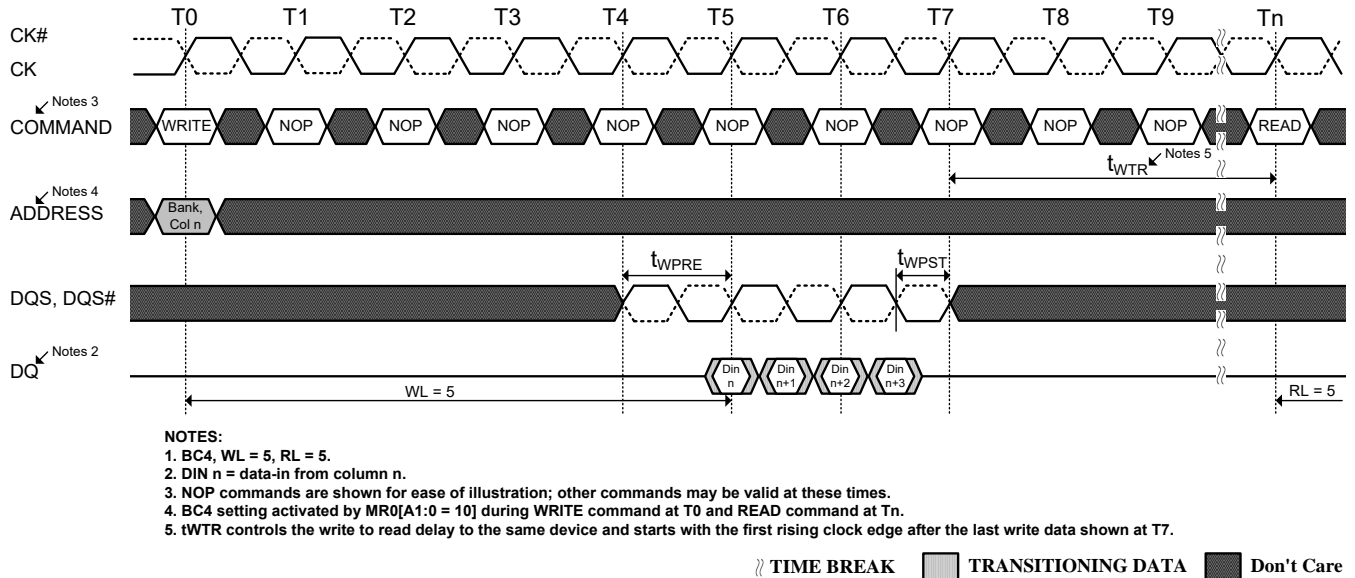 T0 T1 T2 T3 T4 T5 T6 T7 T8 T9 Tn
CK#
CK
Notes 3
COMMAND
WRITE NOP NOP NOP NOP NOP NOP NOP NOP NOP READ
tWTR
Notes 5
Notes 4
ADDRESS
Bank,
Col n
tWPRE
tWPST
DQS, DQS#
Notes 2
DQ
Din
n
Din
n+1
Din
n+2
Din
n+3
WL = 5
RL = 5
NOTES:
1. BC4, WL = 5, RL = 5.
2. DIN n = data-in from column n.
3. NOP commands are shown for ease of illustration; other commands may be valid at these times.
4. BC4 setting activated by MR0[A1:0 = 10] during WRITE command at T0 and READ command at Tn.
5. tWTR controls the write to read delay to the same device and starts with the first rising clock edge after the last write data shown at T7.
TIME BREAK TRANSITIONING DATA Don't Care